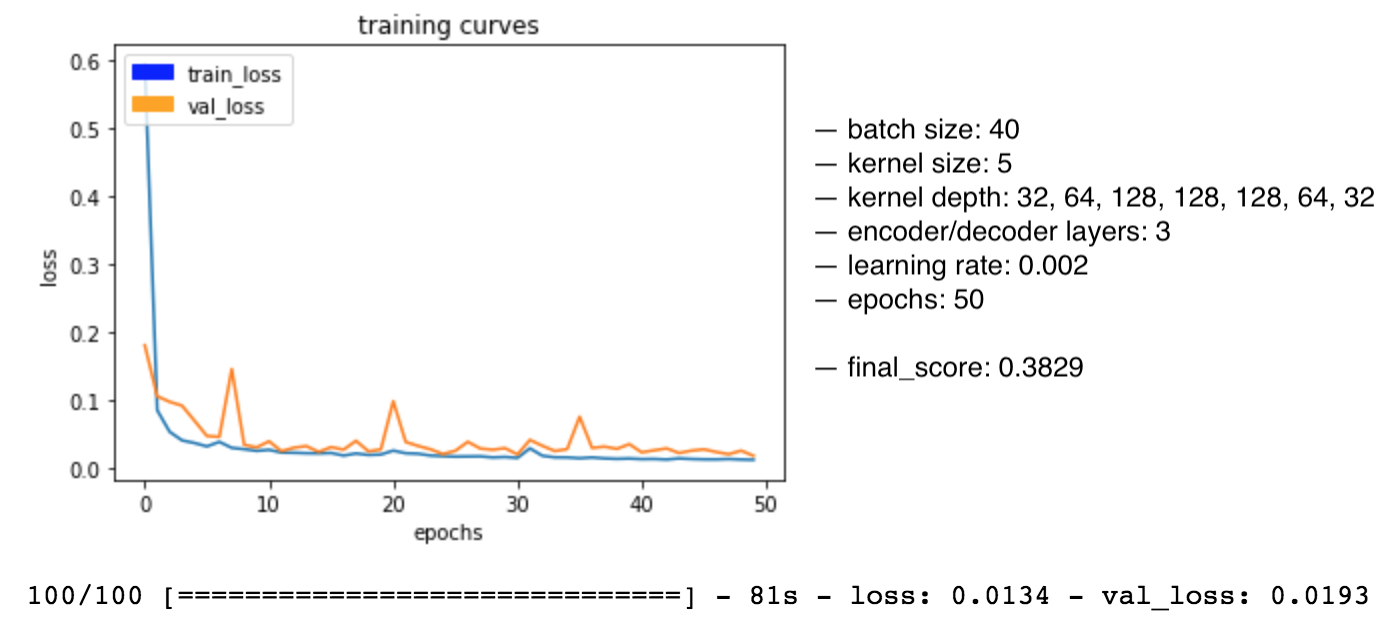 training curves
train_loss
val_loss
0.6
0.5
0.4
0.3
0.2
0.1
0.0
loss
0 10 20 30 40 50
epochs
— batch size: 40
— kernel size: 5
— kernel depth: 32, 64, 128, 128, 128, 64, 32
— encoder/decoder layers: 3
— learning rate: 0.002
— epochs: 50
— final_score: 0.3829
100/100 [==============================] - 81s - loss: 0.0134 - val_loss: 0.0193